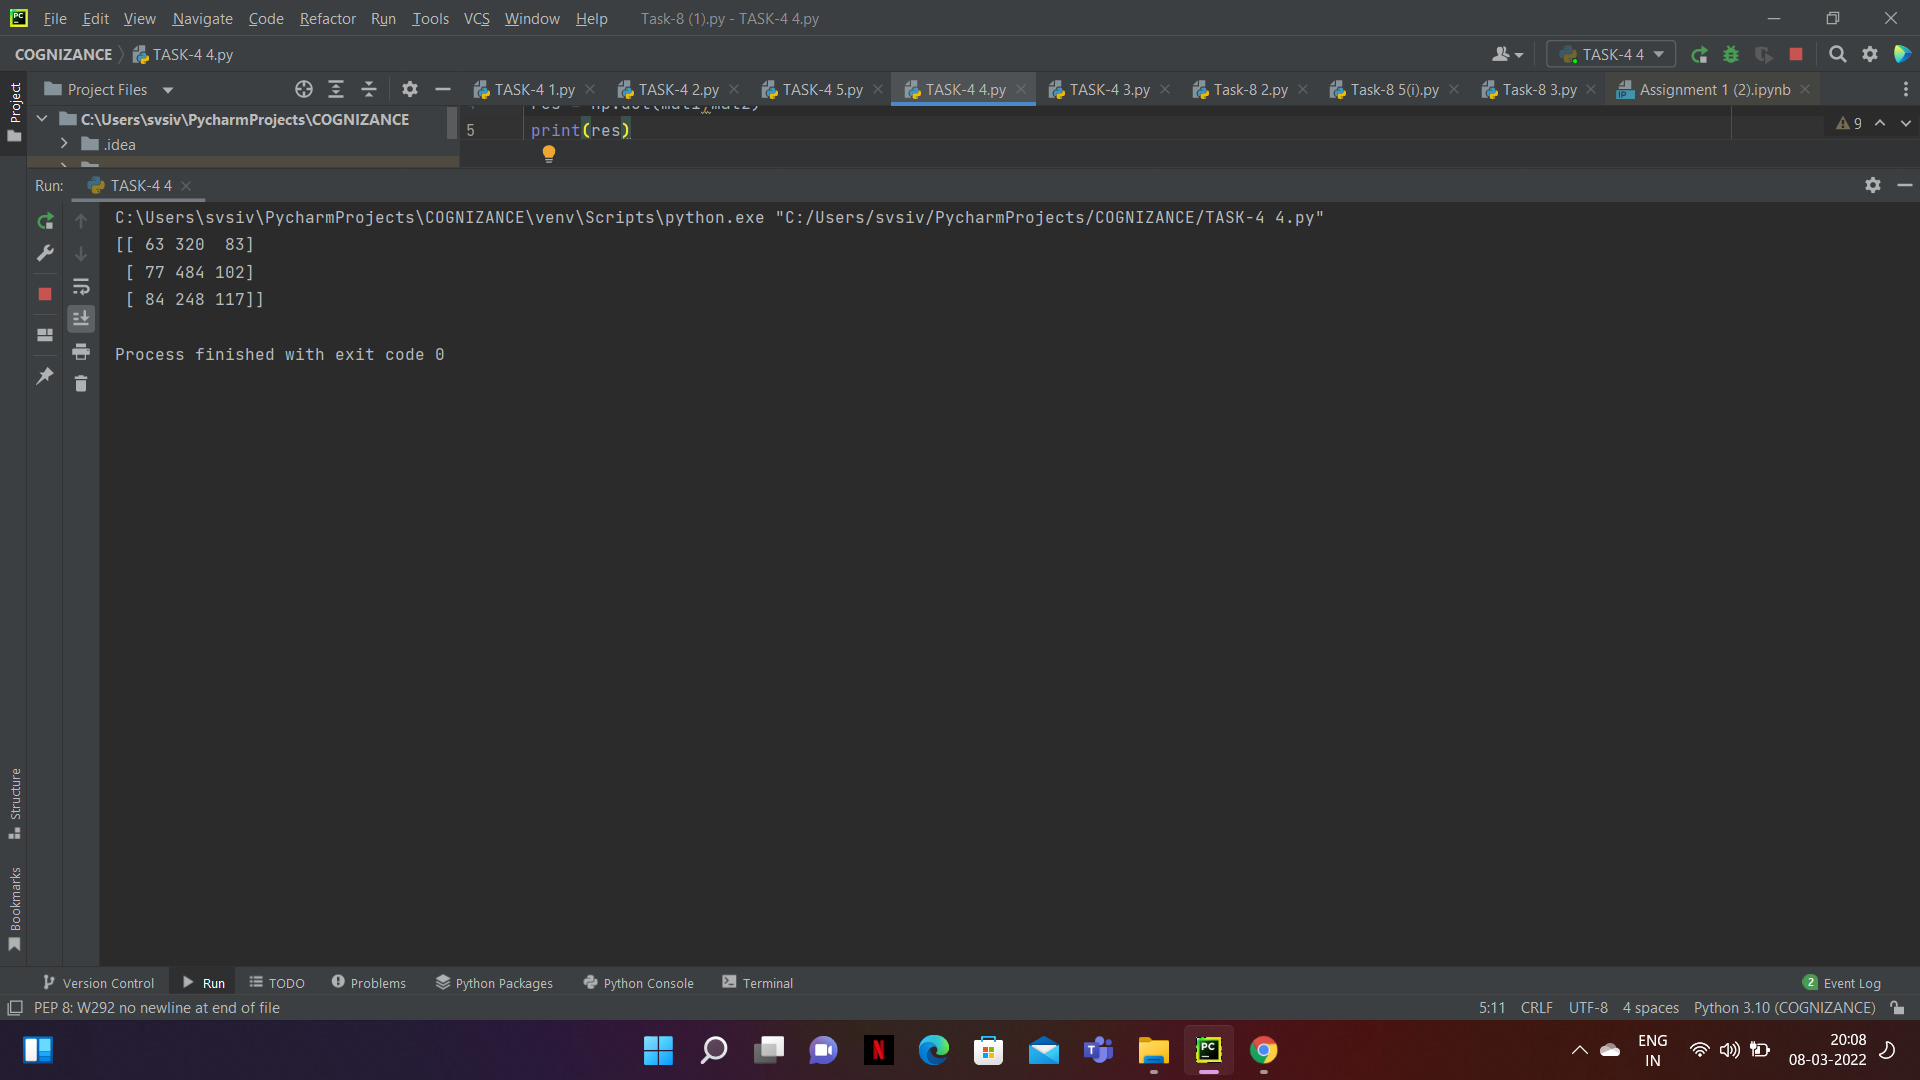 PC File Edit View Navigate Code Refactor Run Tools VCS Window Help Task-8 (1).py - TASK-4 4.py
COGNIZANCE TASK-4 4.py TASK-4 4
Project Files TASK-4 1.py TASK-4 2.py TASK-4 5.py TASK-4 4.py TASK-4 3.py Task-8 2.py Task-8 5(i).py Task-8 3.py Assignment 1 (2).ipynb
Project
res = np.dot(mat1,mat2)
C:\Users\svsiv\PycharmProjects\COGNIZANCE
5 print(res) 9
.idea
Run: TASK-4 4
C:\Users\svsiv\PycharmProjects\COGNIZANCE\venv\Scripts\python.exe "C:/Users/svsiv/PycharmProjects/COGNIZANCE/TASK-4 4.py"
[[ 63 320  83]
 [ 77 484 102]
 [ 84 248 117]]
Process finished with exit code 0
Structure
Bookmarks
Version Control Run TODO Problems Python Packages Python Console Terminal 2 Event Log
PEP 8: W292 no newline at end of file 5:11 CRLF UTF-8 4 spaces Python 3.10 (COGNIZANCE)
ENG 20:08
IN 08-03-2022